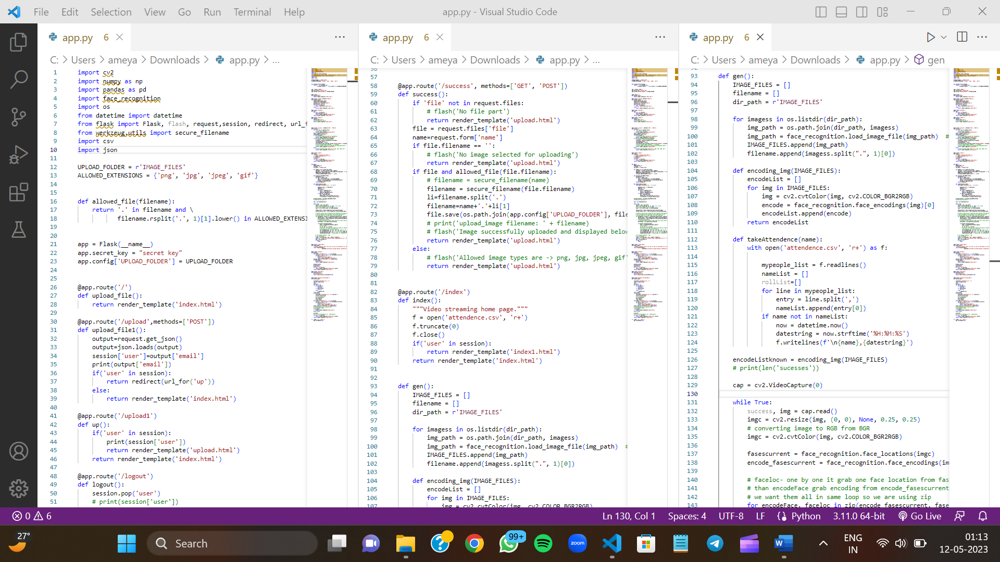 File Edit Selection View Go Run Terminal Help app.py - Visual Studio Code
app.py 6
C: > Users > ameya > Downloads > app.py > ...
1 import cv2
2 import numpy as np
3 import pandas as pd
4 import face_recognition
5 import os
6 from datetime import datetime
7 from flask import Flask, flash, request,session, redirect, url_f
8 from werkzeug.utils import secure_filename
9 import csv
10 import json
11
12 UPLOAD_FOLDER = r'IMAGE_FILES'
13 ALLOWED_EXTENSIONS = {'png', 'jpg', 'jpeg', 'gif'}
14
15
16 def allowed_file(filename):
17 return '.' in filename and \
18 filename.rsplit('.', 1)[1].lower() in ALLOWED_EXTENSI
19
20
21 app = Flask(__name__)
22 app.secret_key = "secret key"
23 app.config['UPLOAD_FOLDER'] = UPLOAD_FOLDER
24
25
26 @app.route('/')
27 def upload_file():
28 return render_template('index.html')
29
30 @app.route('/upload',methods=['POST'])
31 def upload_file1():
32 output=request.get_json()
33 output=json.loads(output)
34 session['user']=output['email']
35 print(output['email'])
36 if('user' in session):
37 return redirect(url_for('up'))
38 else:
39 return render_template('index.html')
40
41 @app.route('/upload1')
42 def up():
43 if('user' in session):
44 print(session['user'])
45 return render_template('upload.html')
46 return render_template('index.html')
47
48 @app.route('/logout')
49 def logout():
50 session.pop('user')
51 # print(session['user'])
app.py 6
C: > Users > ameya > Downloads > app.py > ...
56
57
58 @app.route('/success', methods=['GET', 'POST'])
59 def success():
60 if 'file' not in request.files:
61 # flash('No file part')
62 return render_template('upload.html')
63 file = request.files['file']
64 name=request.form['name']
65 if file.filename == '':
66 # flash('No image selected for uploading')
67 return render_template('upload.html')
68 if file and allowed_file(file.filename):
69 # filename = secure_filename(name)
70 filename = secure_filename(file.filename)
71 li=filename.split('.')
72 filename=name+'.'+li[1]
73 file.save(os.path.join(app.config['UPLOAD_FOLDER'], file
74 # print('upload_image filename: ' + filename)
75 # flash('Image successfully uploaded and displayed below
76 return render_template('upload.html')
77 else:
78 # flash('Allowed image types are -> png, jpg, jpeg, gif'
79 return render_template('upload.html')
80
81
82 @app.route('/index')
83 def index():
84 """Video streaming home page."""
85 f = open('attendence.csv', 'r+')
86 f.truncate(0)
87 f.close()
88 if('user' in session):
89 return render_template('index1.html')
90 return render_template('index.html')
91
92
93 def gen():
94 IMAGE_FILES = []
95 filename = []
96 dir_path = r'IMAGE_FILES'
97
98 for imagess in os.listdir(dir_path):
99 img_path = os.path.join(dir_path, imagess)
100 img_path = face_recognition.load_image_file(img_path) #
101 IMAGE_FILES.append(img_path)
102 filename.append(imagess.split(".", 1)[0])
103
104 def encoding_img(IMAGE_FILES):
105 encodeList = []
106 for img in IMAGE_FILES:
107 img = cv2.cvtColor(img, cv2.COLOR_BGR2RGB)
app.py 6
C: > Users > ameya > Downloads > app.py > gen
92
93 def gen():
94 IMAGE_FILES = []
95 filename = []
96 dir_path = r'IMAGE_FILES'
97
98 for imagess in os.listdir(dir_path):
99 img_path = os.path.join(dir_path, imagess)
100 img_path = face_recognition.load_image_file(img_path) #
101 IMAGE_FILES.append(img_path)
102 filename.append(imagess.split(".", 1)[0])
103
104 def encoding_img(IMAGE_FILES):
105 encodeList = []
106 for img in IMAGE_FILES:
107 img = cv2.cvtColor(img, cv2.COLOR_BGR2RGB)
108 encode = face_recognition.face_encodings(img)[0]
109 encodeList.append(encode)
110 return encodeList
111
112 def takeAttendence(name):
113 with open('attendence.csv', 'r+') as f:
114
115 mypeople_list = f.readlines()
116 nameList = []
117 rollList=[]
118 for line in mypeople_list:
119 entry = line.split(',')
120 nameList.append(entry[0])
121 if name not in nameList:
122 now = datetime.now()
123 datestring = now.strftime('%H:%M:%S')
124 f.writelines(f'\n{name},{datestring}')
125
126 encodeListknown = encoding_img(IMAGE_FILES)
127 # print(len('sucesses'))
128
129 cap = cv2.VideoCapture(0)
130
131 while True:
132 success, img = cap.read()
133 imgc = cv2.resize(img, (0, 0), None, 0.25, 0.25)
134 # converting image to RGB from BGR
135 imgc = cv2.cvtColor(img, cv2.COLOR_BGR2RGB)
136
137 fasescurrent = face_recognition.face_locations(imgc)
138 encode_fasescurrent = face_recognition.face_encodings(im
139
140 # faceloc- one by one it grab one face location from fas
141 # than encodeFace grab encoding from encode_fasescurrent
142 # we want them all in same loop so we are using zip
143 for encodeFace, faceloc in zip(encode_fasescurrent, fase
0 6 Ln 130, Col 1 Spaces: 4 UTF-8 LF Python 3.11.0 64-bit Go Live
27° Search 99+ zoom W ENG IN 01:13 12-05-2023